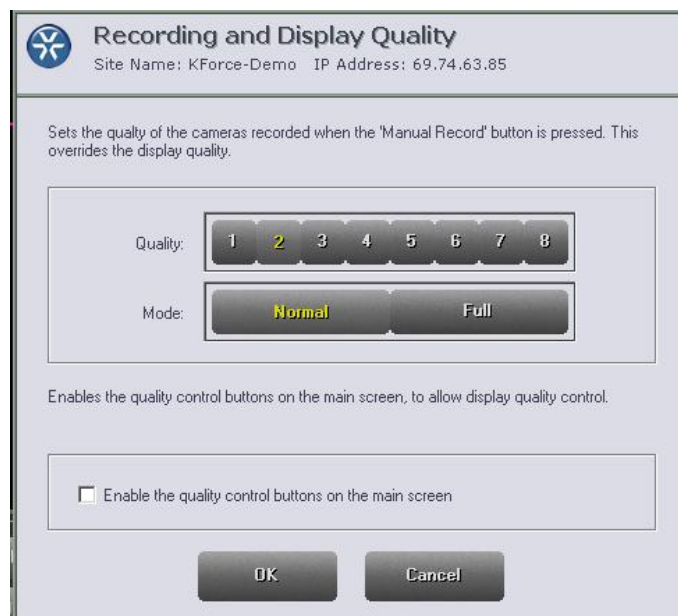 Recording and Display Quality
Site Name: KForce-Demo IP Address: 69.74.63.85
Sets the qualty of the cameras recorded when the 'Manual Record' button is pressed. This
overrides the display quality.
Quality: 1 2 3 4 5 6 7 8
Mode: Normal Full
Enables the quality control buttons on the main screen, to allow display quality control.
Enable the quality control buttons on the main screen
OK Cancel